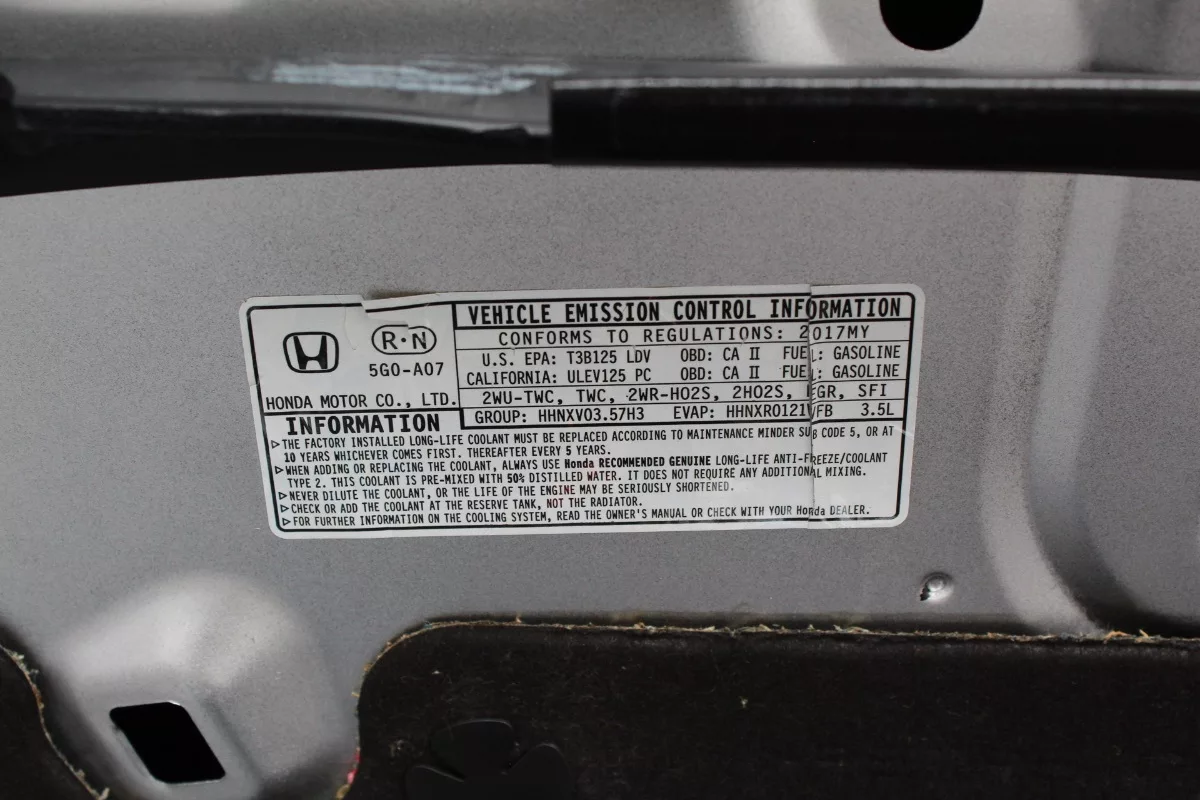 VEHICLE EMISSION CONTROL INFORMATION
R·N
5G0-A07
HONDA MOTOR CO., LTD.
CONFORMS TO REGULATIONS: 2017MY
U.S. EPA: T3B125 LDV OBD: CA II FUEL: GASOLINE
CALIFORNIA: ULEV125 PC OBD: CA II FUEL: GASOLINE
2WU-TWC, TWC, 2WR-HO2S, 2HO2S, EGR, SFI
GROUP: HHNXV03.57H3 EVAP: HHNXR0121VFB 3.5L
INFORMATION
▷THE FACTORY INSTALLED LONG-LIFE COOLANT MUST BE REPLACED ACCORDING TO MAINTENANCE MINDER SUB CODE 5, OR AT
10 YEARS WHICHEVER COMES FIRST. THEREAFTER EVERY 5 YEARS.
▷WHEN ADDING OR REPLACING THE COOLANT, ALWAYS USE Honda RECOMMENDED GENUINE LONG-LIFE ANTI-FREEZE/COOLANT
TYPE 2. THIS COOLANT IS PRE-MIXED WITH 50% DISTILLED WATER. IT DOES NOT REQUIRE ANY ADDITIONAL MIXING.
▷NEVER DILUTE THE COOLANT, OR THE LIFE OF THE ENGINE MAY BE SERIOUSLY SHORTENED.
▷CHECK OR ADD THE COOLANT AT THE RESERVE TANK, NOT THE RADIATOR.
▷FOR FURTHER INFORMATION ON THE COOLING SYSTEM, READ THE OWNER'S MANUAL OR CHECK WITH YOUR Honda DEALER.